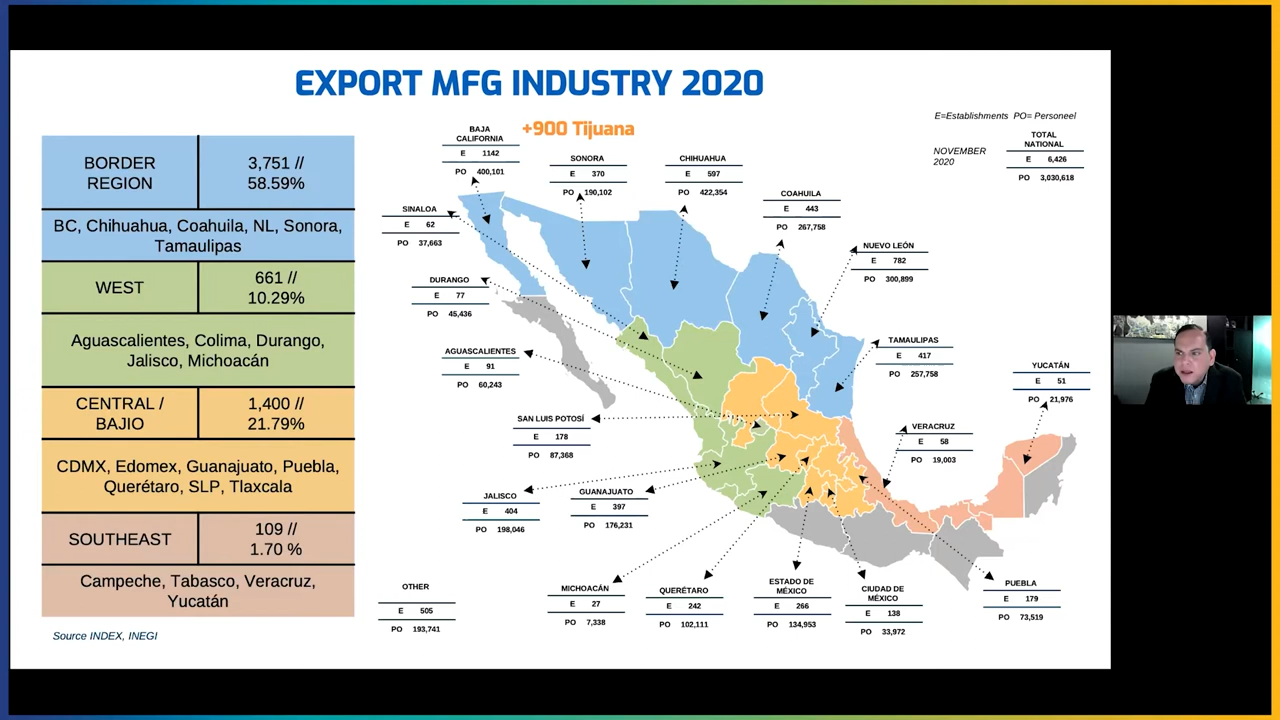 EXPORT MFG INDUSTRY 2020
+900 Tijuana
E=Establishments PO= Personeel
NOVEMBER
2020
TOTAL
NATIONAL
E 6,426
PO 3,030,618
BORDER
REGION
3,751 //
58.59%
BC, Chihuahua, Coahuila, NL, Sonora,
Tamaulipas
WEST
661 //
10.29%
Aguascalientes, Colima, Durango,
Jalisco, Michoacán
CENTRAL /
BAJIO
1,400 //
21.79%
CDMX, Edomex, Guanajuato, Puebla,
Querétaro, SLP, Tlaxcala
SOUTHEAST
109 //
1.70 %
Campeche, Tabasco, Veracruz,
Yucatán
Source INDEX, INEGI
BAJA
CALIFORNIA
E 1142
PO 400,101
SONORA
E 370
PO 190,102
CHIHUAHUA
E 597
PO 422,354
COAHUILA
E 443
PO 267,758
SINALOA
E 62
PO 37,663
NUEVO LEÓN
E 782
PO 300,899
DURANGO
E 77
PO 45,436
TAMAULIPAS
E 417
PO 257,758
AGUASCALIENTES
E 91
PO 60,243
YUCATÁN
E 51
PO 21,976
SAN LUIS POTOSÍ
E 178
PO 87,368
VERACRUZ
E 58
PO 19,003
JALISCO
E 404
PO 198,046
GUANAJUATO
E 397
PO 176,231
OTHER
E 505
PO 193,741
MICHOACÁN
E 27
PO 7,338
QUERÉTARO
E 242
PO 102,111
ESTADO DE
MÉXICO
E 266
PO 134,953
CIUDAD DE
MÉXICO
E 138
PO 33,972
PUEBLA
E 179
PO 73,519